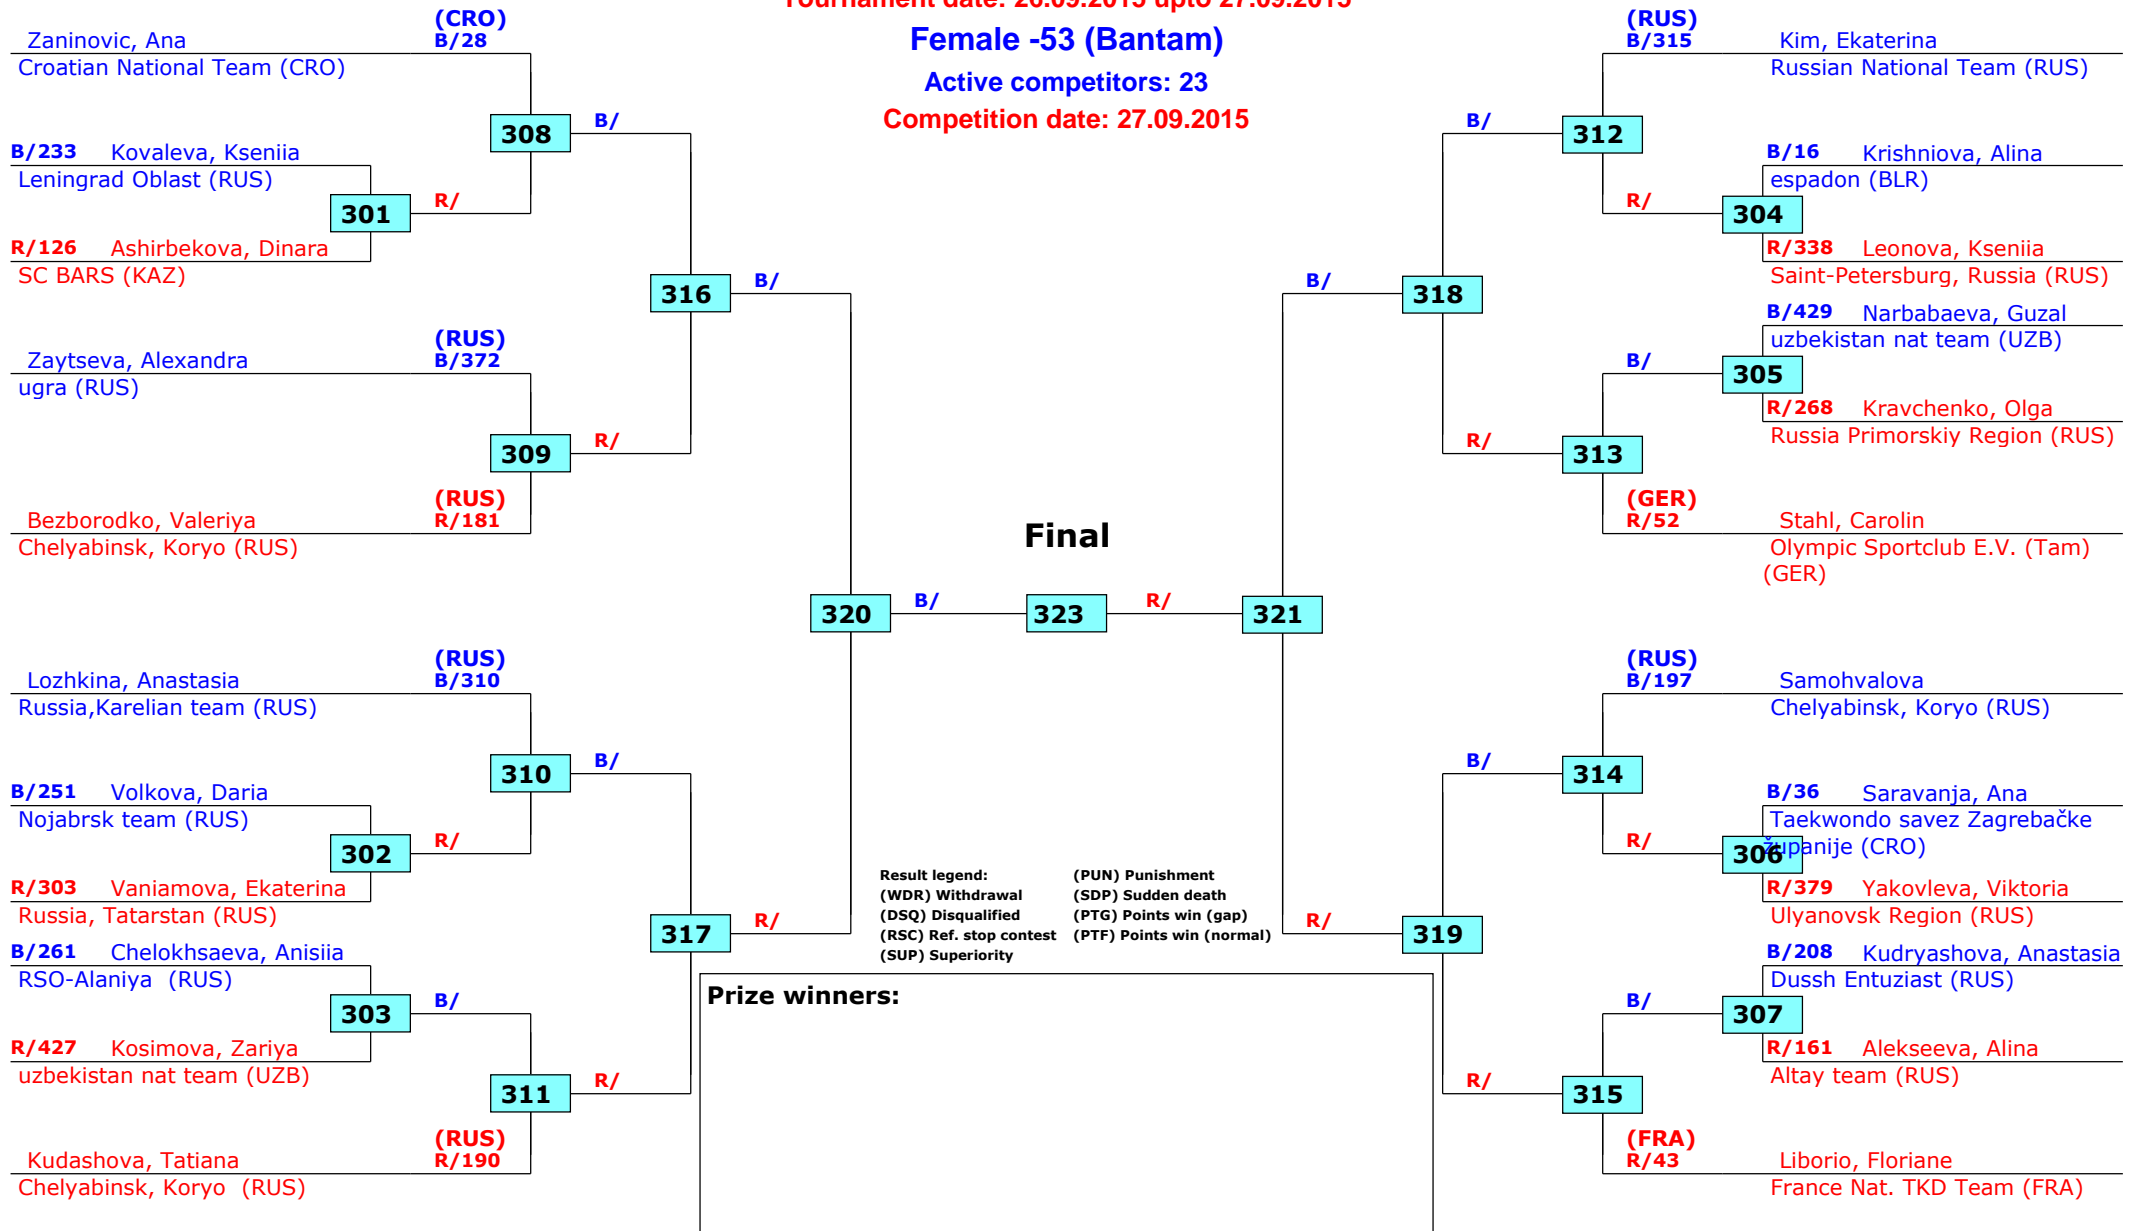 Tournament date: 26.09.2015 upto 27.09.2015
Female -53 (Bantam)
Active competitors: 23
Competition date: 27.09.2015
(CRO)
Zaninovic, Ana B/28
Croatian National Team (CRO)
308
B/
B/233 Kovaleva, Kseniia
Leningrad Oblast (RUS)
301
R/
R/126 Ashirbekova, Dinara
SC BARS (KAZ)
316
B/
(RUS)
Zaytseva, Alexandra B/372
ugra (RUS)
309
R/
(RUS)
Bezborodko, Valeriya R/181
Chelyabinsk, Koryo (RUS)
320
B/
(RUS)
Lozhkina, Anastasia B/310
Russia,Karelian team (RUS)
310
B/
B/251 Volkova, Daria
Nojabrsk team (RUS)
302
R/
R/303 Vaniamova, Ekaterina
Russia, Tatarstan (RUS)
317
R/
B/261 Chelokhsaeva, Anisiia
RSO-Alaniya (RUS)
303
B/
R/427 Kosimova, Zariya
uzbekistan nat team (UZB)
311
R/
(RUS)
Kudashova, Tatiana R/190
Chelyabinsk, Koryo (RUS)
Final
323
R/
321
(RUS)
B/315 Kim, Ekaterina
Russian National Team (RUS)
B/
312
B/16 Krishniova, Alina
espadon (BLR)
R/
304
R/338 Leonova, Kseniia
Saint-Petersburg, Russia (RUS)
B/
318
B/429 Narbabaeva, Guzal
uzbekistan nat team (UZB)
B/
305
R/268 Kravchenko, Olga
Russia Primorskiy Region (RUS)
R/
313
(GER)
R/52 Stahl, Carolin
Olympic Sportclub E.V. (Tam)
(GER)
(RUS)
B/197 Samohvalova
Chelyabinsk, Koryo (RUS)
B/
314
B/36 Saravanja, Ana
Taekwondo savez Zagrebačke
županije (CRO)
R/
306
R/379 Yakovleva, Viktoria
Ulyanovsk Region (RUS)
R/
319
B/208 Kudryashova, Anastasia
Dussh Entuziast (RUS)
B/
307
R/161 Alekseeva, Alina
Altay team (RUS)
R/
315
(FRA)
R/43 Liborio, Floriane
France Nat. TKD Team (FRA)
Result legend: (PUN) Punishment
(WDR) Withdrawal (SDP) Sudden death
(DSQ) Disqualified (PTG) Points win (gap)
(RSC) Ref. stop contest (PTF) Points win (normal)
(SUP) Superiority
Prize winners: